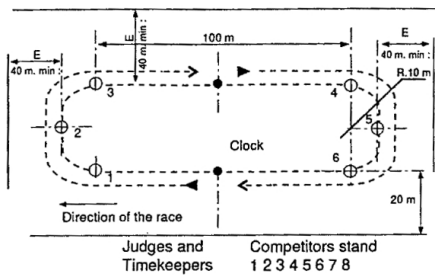 E
40 m. min :
100 m
E
40 m. min :
E
40 m. min :
R.10 m
3
4
2
5
Clock
1
6
20 m
Direction of the race
Judges and
Timekeepers
Competitors stand
1 2 3 4 5 6 7 8